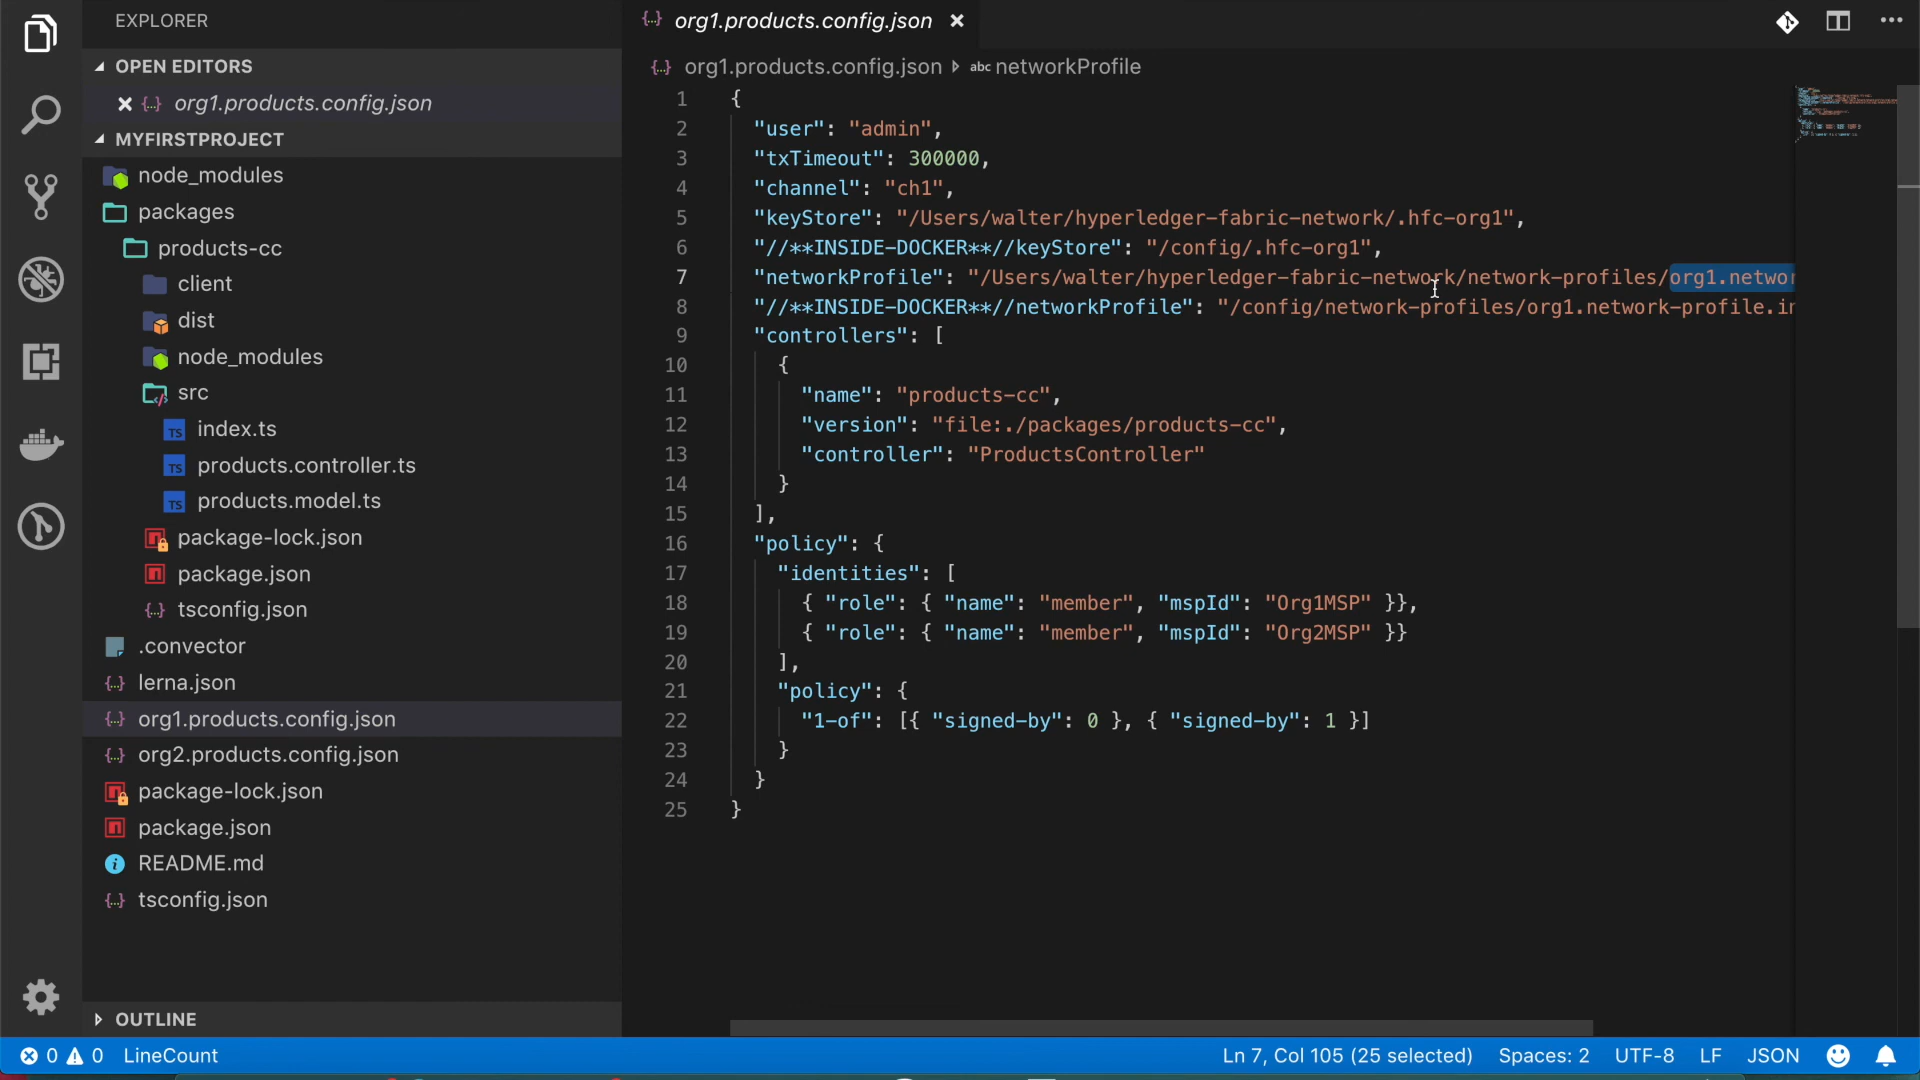 EXPLORER
OPEN EDITORS
org1.products.config.json
MYFIRSTPROJECT
node_modules
packages
products-cc
client
dist
node_modules
src
TS index.ts
TS products.controller.ts
TS products.model.ts
package-lock.json
package.json
{..} tsconfig.json
.convector
{..} lerna.json
{..} org1.products.config.json
{..} org2.products.config.json
package-lock.json
package.json
README.md
{..} tsconfig.json
OUTLINE
{..} org1.products.config.json
{..} org1.products.config.json abc networkProfile
1 {
2 "user": "admin",
3 "txTimeout": 300000,
4 "channel": "ch1",
5 "keyStore": "/Users/walter/hyperledger-fabric-network/.hfc-org1",
6 "//**INSIDE-DOCKER**//keyStore": "/config/.hfc-org1",
7 "networkProfile": "/Users/walter/hyperledger-fabric-network/network-profiles/org1.networ
8 "//**INSIDE-DOCKER**//networkProfile": "/config/network-profiles/org1.network-profile.in
9 "controllers": [
10 {
11 "name": "products-cc",
12 "version": "file:./packages/products-cc",
13 "controller": "ProductsController"
14 }
15 ],
16 "policy": {
17 "identities": [
18 { "role": { "name": "member", "mspId": "Org1MSP" }},
19 { "role": { "name": "member", "mspId": "Org2MSP" }}
20 ],
21 "policy": {
22 "1-of": [{ "signed-by": 0 }, { "signed-by": 1 }]
23 }
24 }
25 }
0 0 LineCount
Ln 7, Col 105 (25 selected) Spaces: 2 UTF-8 LF JSON